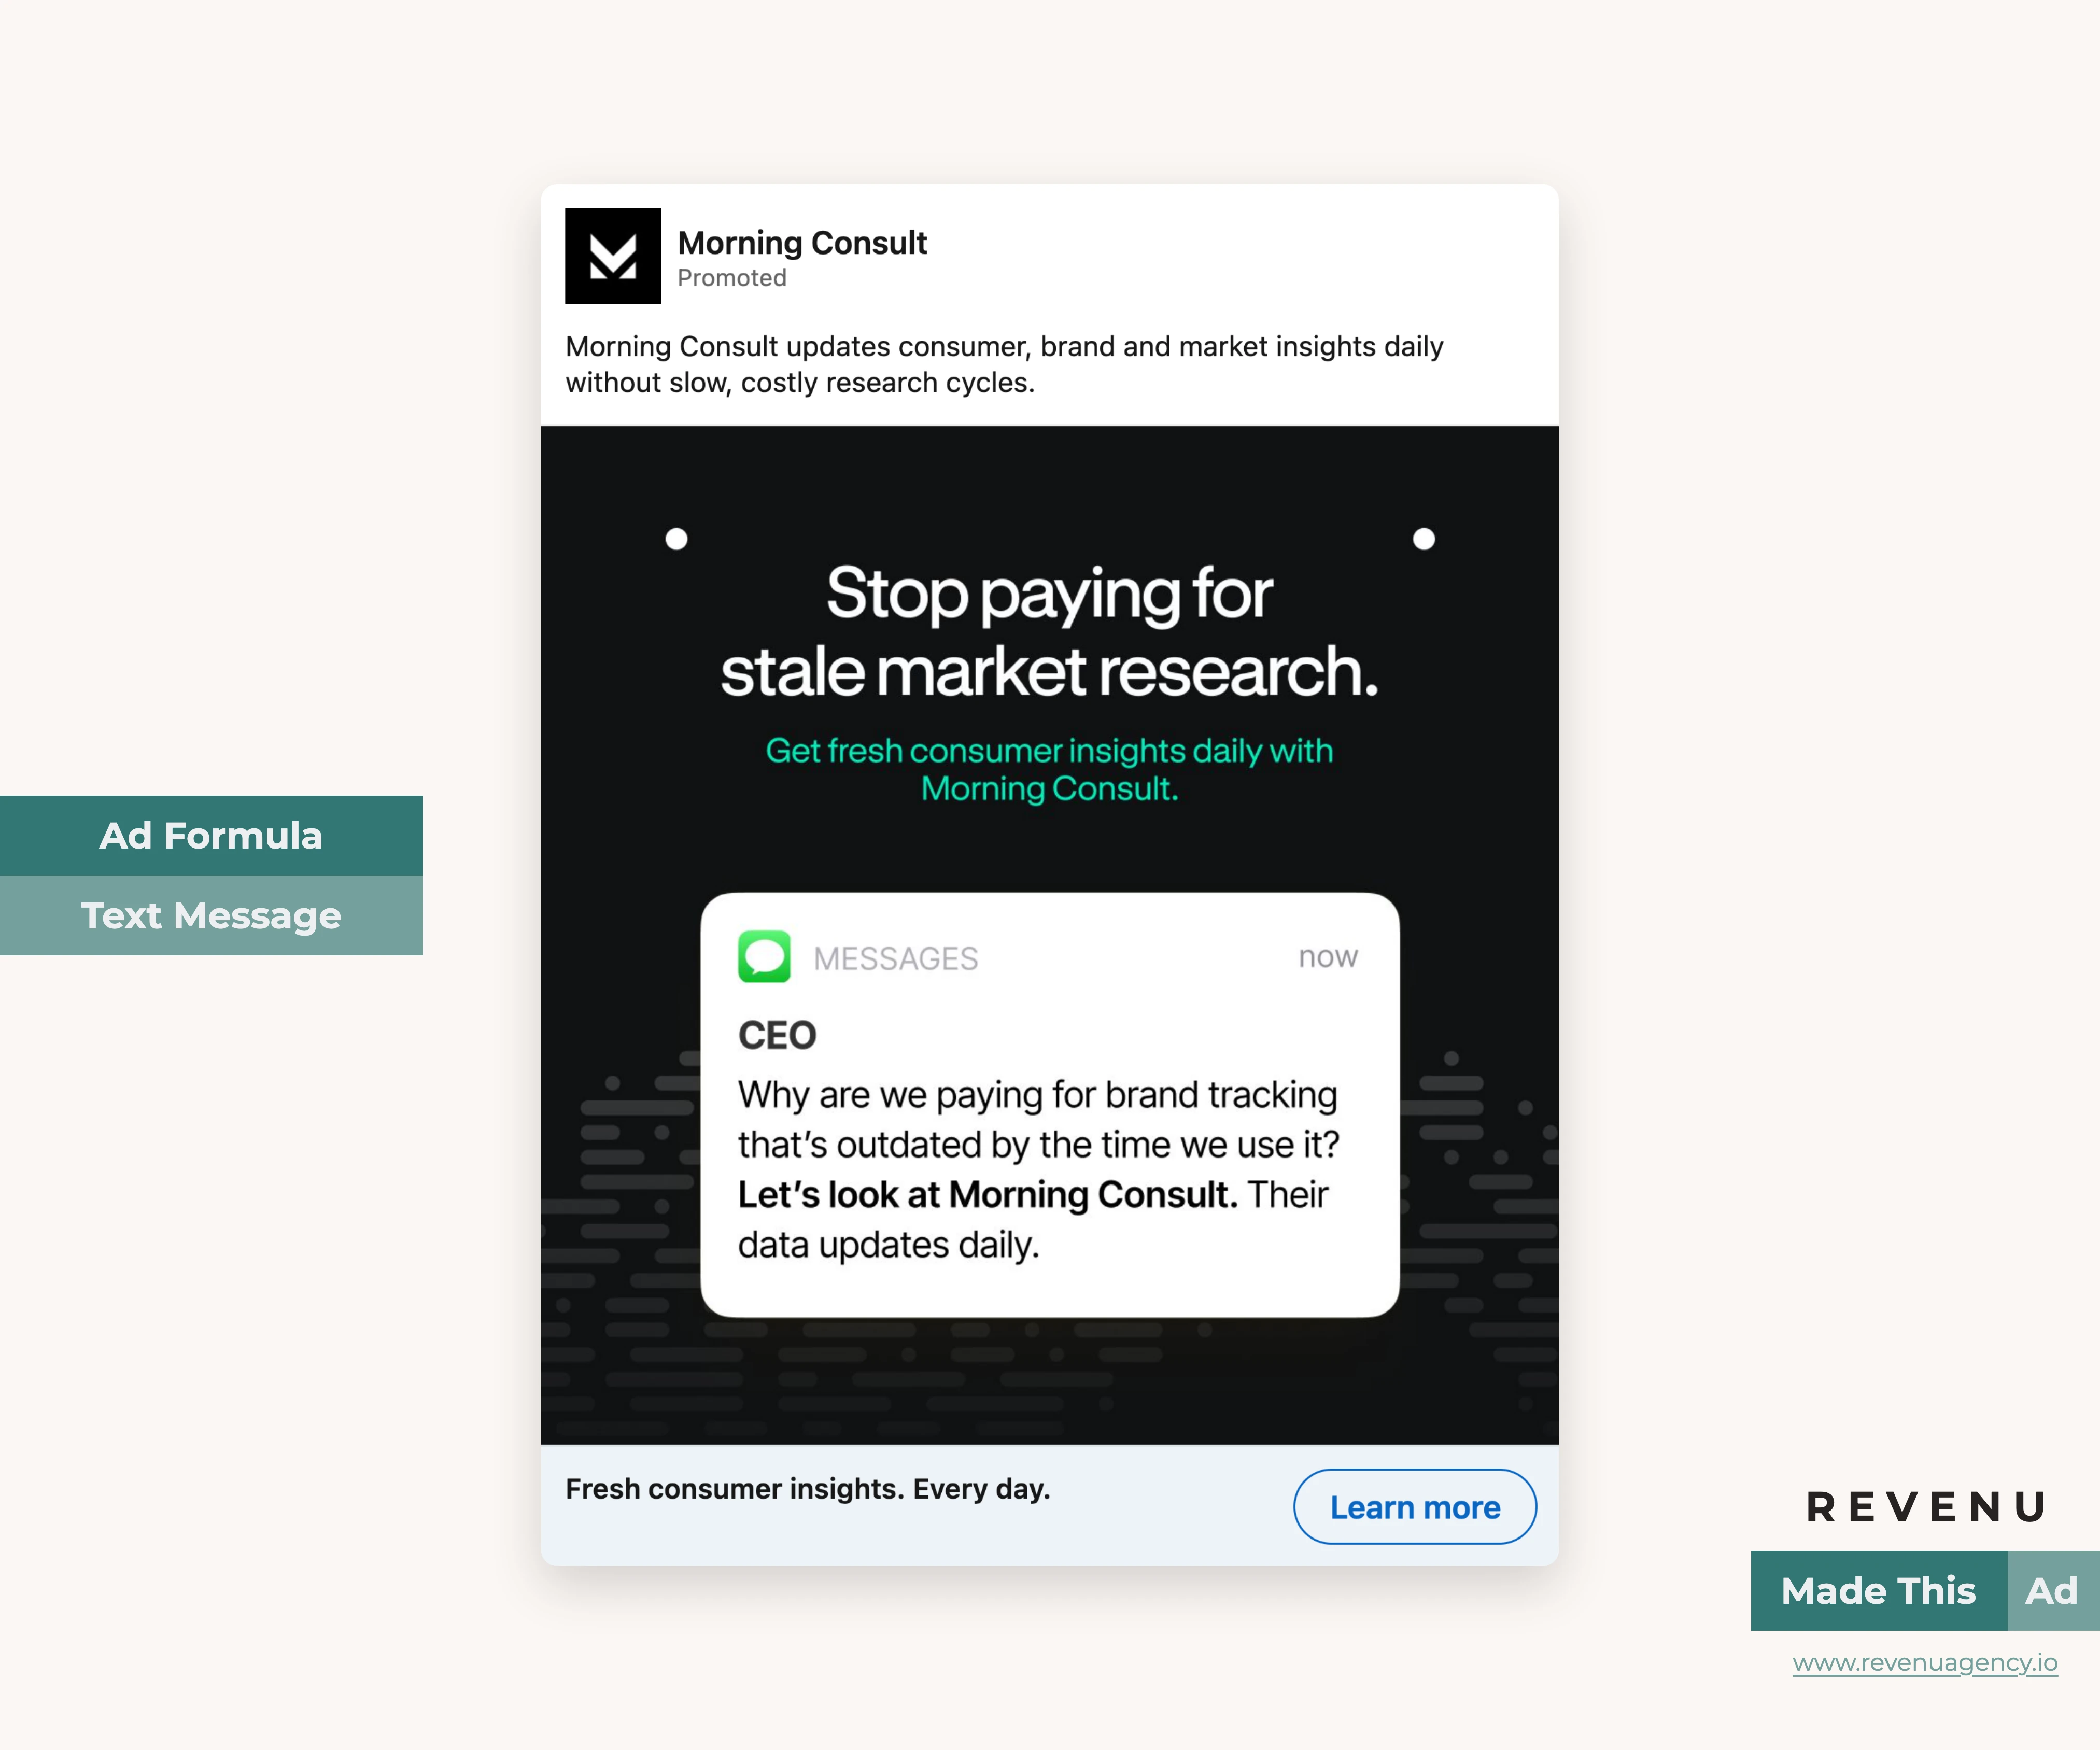 Morning Consult
Promoted
Morning Consult updates consumer, brand and market insights daily
without slow, costly research cycles.
Stop paying for
stale market research.
Get fresh consumer insights daily with
Morning Consult.
Ad Formula
Text Message
MESSAGES now
CEO
Why are we paying for brand tracking
that’s outdated by the time we use it?
Let’s look at Morning Consult. Their
data updates daily.
Fresh consumer insights. Every day.
Learn more
REVENU
Made This Ad
www.revenuagency.io